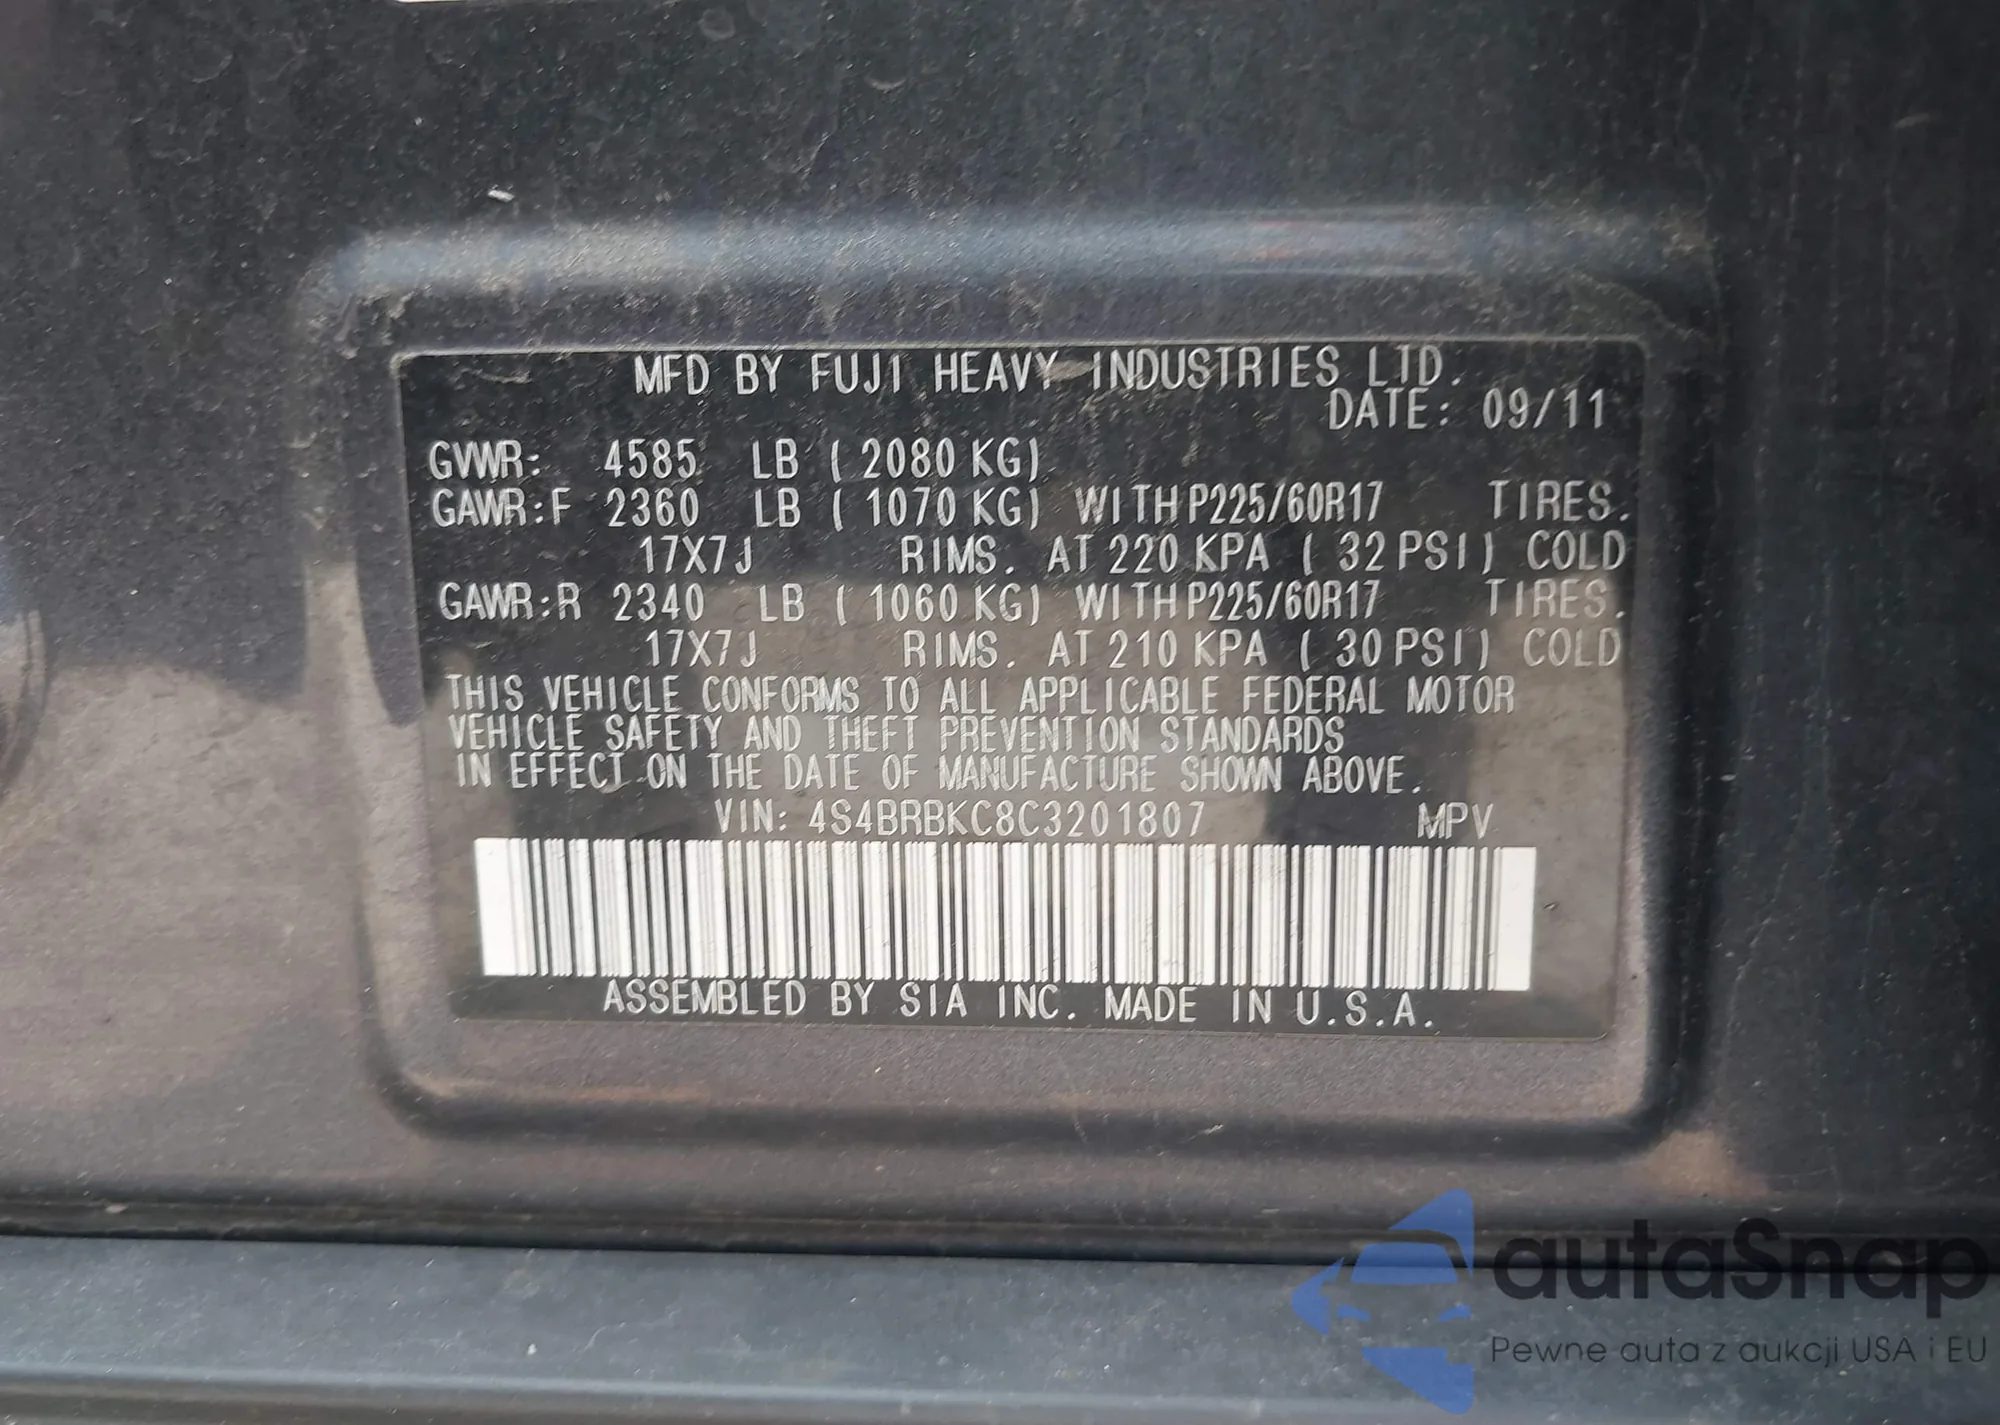 MFD BY FUJI HEAVY INDUSTRIES LTD.
DATE: 09/11
GVWR: 4585 LB ( 2080 KG)
GAWR:F 2360 LB ( 1070 KG) WITH P225/60R17 TIRES.
17X7J RIMS. AT 220 KPA ( 32 PSI) COLD
GAWR:R 2340 LB ( 1060 KG) WITH P225/60R17 TIRES.
17X7J RIMS. AT 210 KPA ( 30 PSI) COLD
THIS VEHICLE CONFORMS TO ALL APPLICABLE FEDERAL MOTOR
VEHICLE SAFETY AND THEFT PREVENTION STANDARDS
IN EFFECT ON THE DATE OF MANUFACTURE SHOWN ABOVE.
VIN: 4S4BRBKC8C3201807 MPV
ASSEMBLED BY SIA INC. MADE IN U.S.A.
autaSnap
Pewne auta z aukcji USA i EU